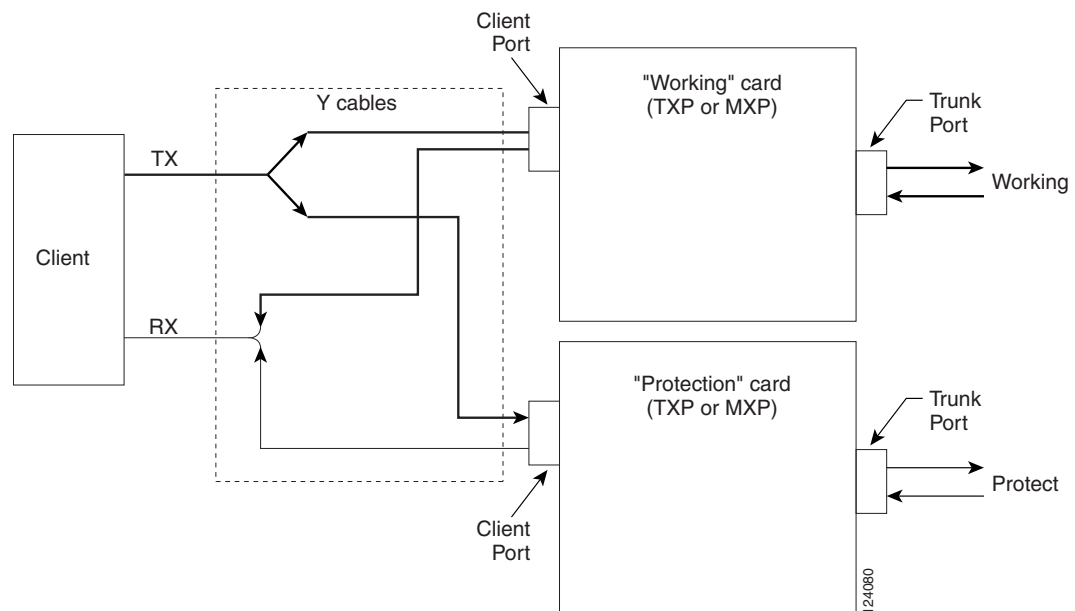 Client
Port
Y cables
"Working" card
(TXP or MXP)
Trunk
Port
TX
Working
Client
RX
"Protection" card
(TXP or MXP)
Trunk
Port
Protect
Client
Port
124080